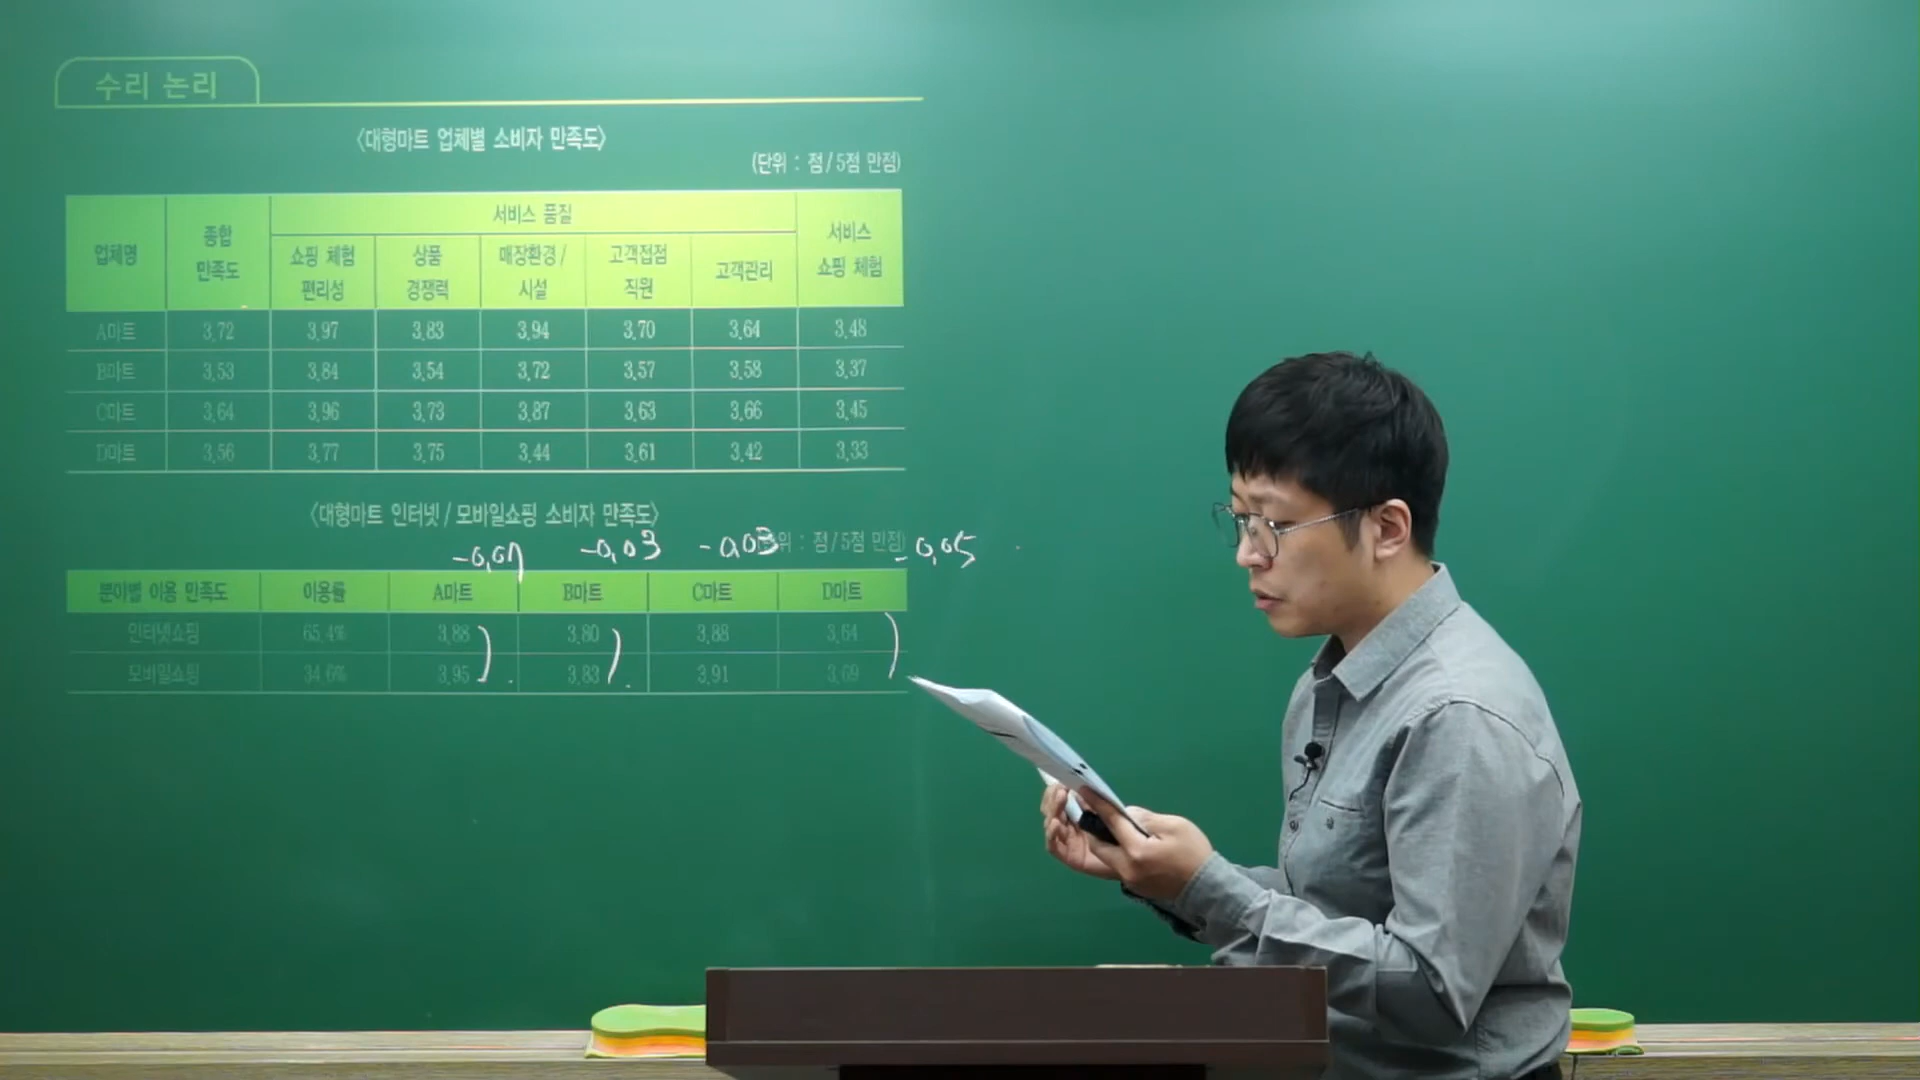 수리 논리
〈대형마트 업체별 소비자 만족도〉
(단위 : 점 / 5점 만점)
업체명 종합 만족도 서비스 품질 서비스 쇼핑 체험
쇼핑 체험 편리성 상품 경쟁력 매장환경 / 시설 고객접점 직원 고객관리
A마트 3.72 3.97 3.83 3.94 3.70 3.64 3.48
B마트 3.53 3.84 3.54 3.72 3.57 3.58 3.37
C마트 3.64 3.96 3.73 3.87 3.63 3.66 3.45
D마트 3.56 3.77 3.75 3.44 3.61 3.42 3.33
〈대형마트 인터넷 / 모바일쇼핑 소비자 만족도〉
위 : 점 / 5점 만점)
-0.07 -0.03 -0.03 -0.05
분야별 이용 만족도 이용률 A마트 B마트 C마트 D마트
인터넷쇼핑 65.4% 3.88 3.80 3.88 3.64
모바일쇼핑 34.6% 3.95 3.83 3.91 3.69